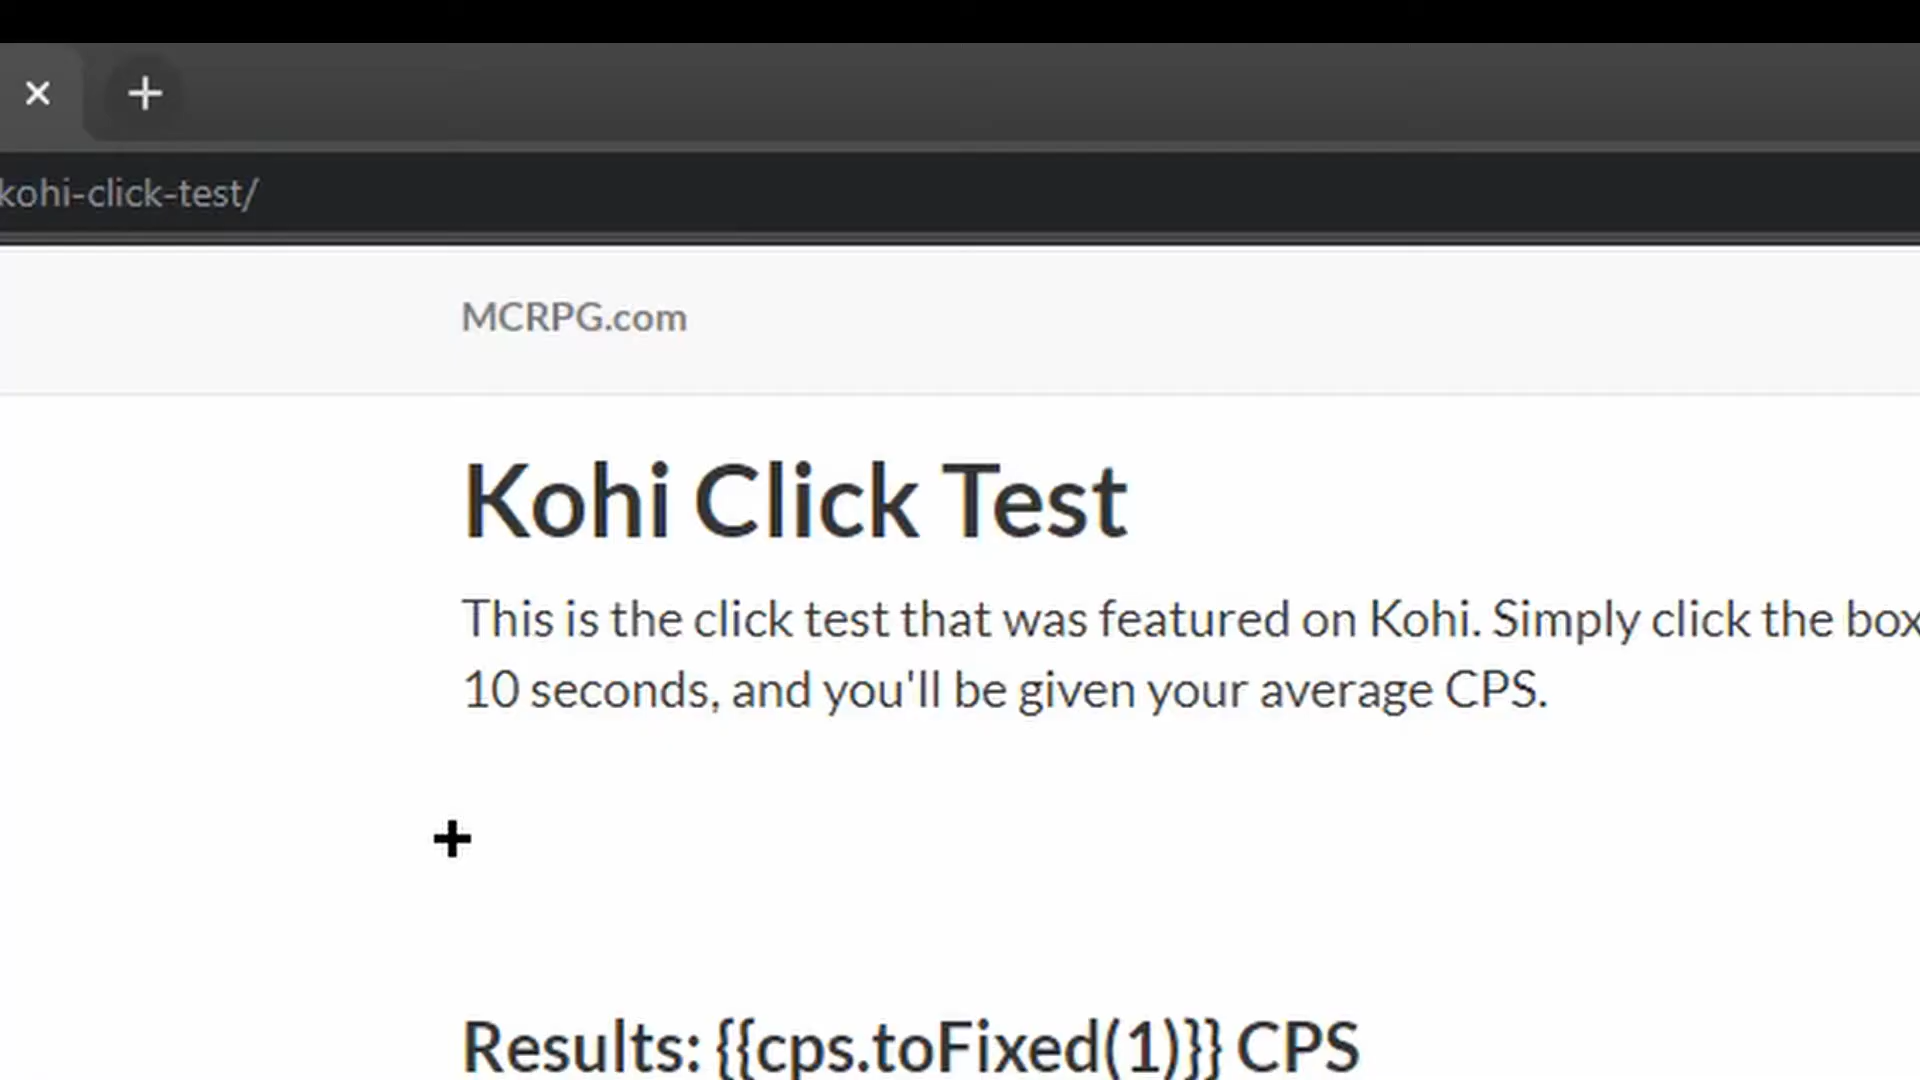 kohi-click-test/
MCRPG.com
Kohi Click Test
This is the click test that was featured on Kohi. Simply click the box
10 seconds, and you'll be given your average CPS.
Results: {{cps.toFixed(1)}} CPS